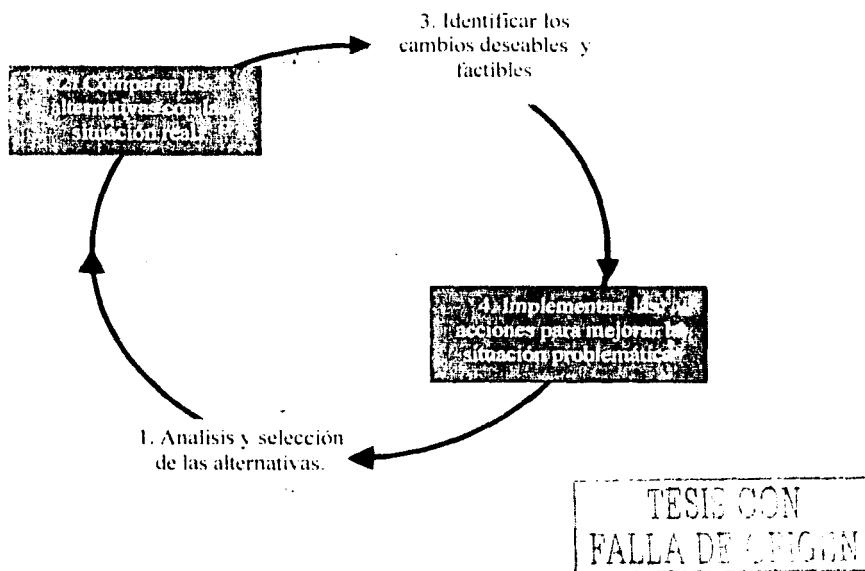 3. Identificar los
cambios deseables y
factibles
2. Comparar las
alternativas con la
situación real.
4. Implementar las
acciones para mejorar la
situación problemática
1. Analisis y selección
de las alternativas.
TESIS CON
FALLA DE ORIGEN